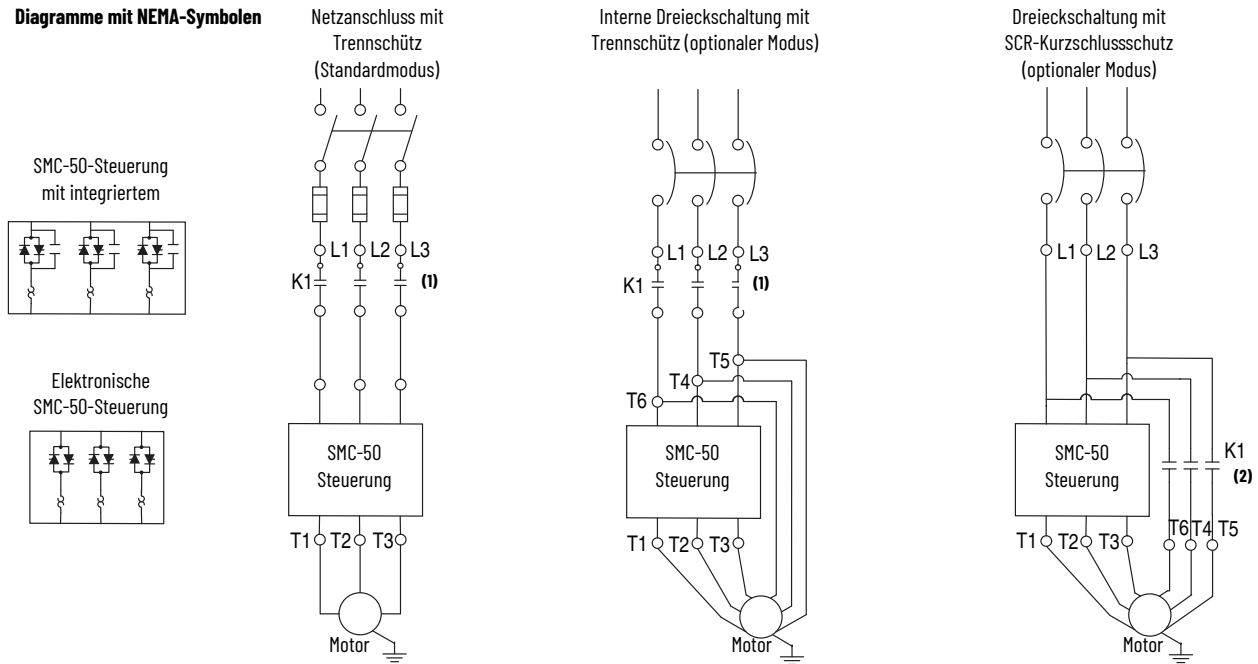 Diagramme mit NEMA-Symbolen
Netzanschluss mit
Trennschütz
(Standardmodus)
Interne Dreieckschaltung mit
Trennschütz (optionaler Modus)
Dreieckschaltung mit
SCR-Kurzschlussschutz
(optionaler Modus)
SMC-50-Steuerung
mit integriertem
Elektronische
SMC-50-Steuerung
L1 L2 L3
K1 (1)
SMC-50
Steuerung
T1 T2 T3
Motor
L1 L2 L3
K1 (1)
T5
T4
T6
SMC-50
Steuerung
T1 T2 T3
Motor
L1 L2 L3
K1
(2)
SMC-50
Steuerung
T6 T4 T5
T1 T2 T3
Motor